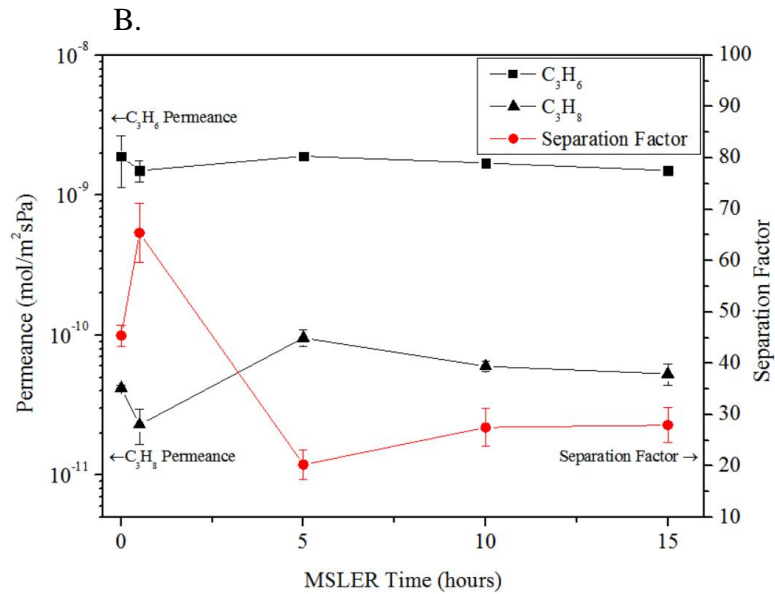 B.
10⁻⁸
10⁻⁹
10⁻¹⁰
10⁻¹¹
Permeance (mol/m²sPa)
←C₃H₆ Permeance
←C₃H₈ Permeance
Separation Factor →
C₃H₆
C₃H₈
Separation Factor
100
90
80
70
60
50
40
30
20
10
Separation Factor
0
5
10
15
MSLER Time (hours)